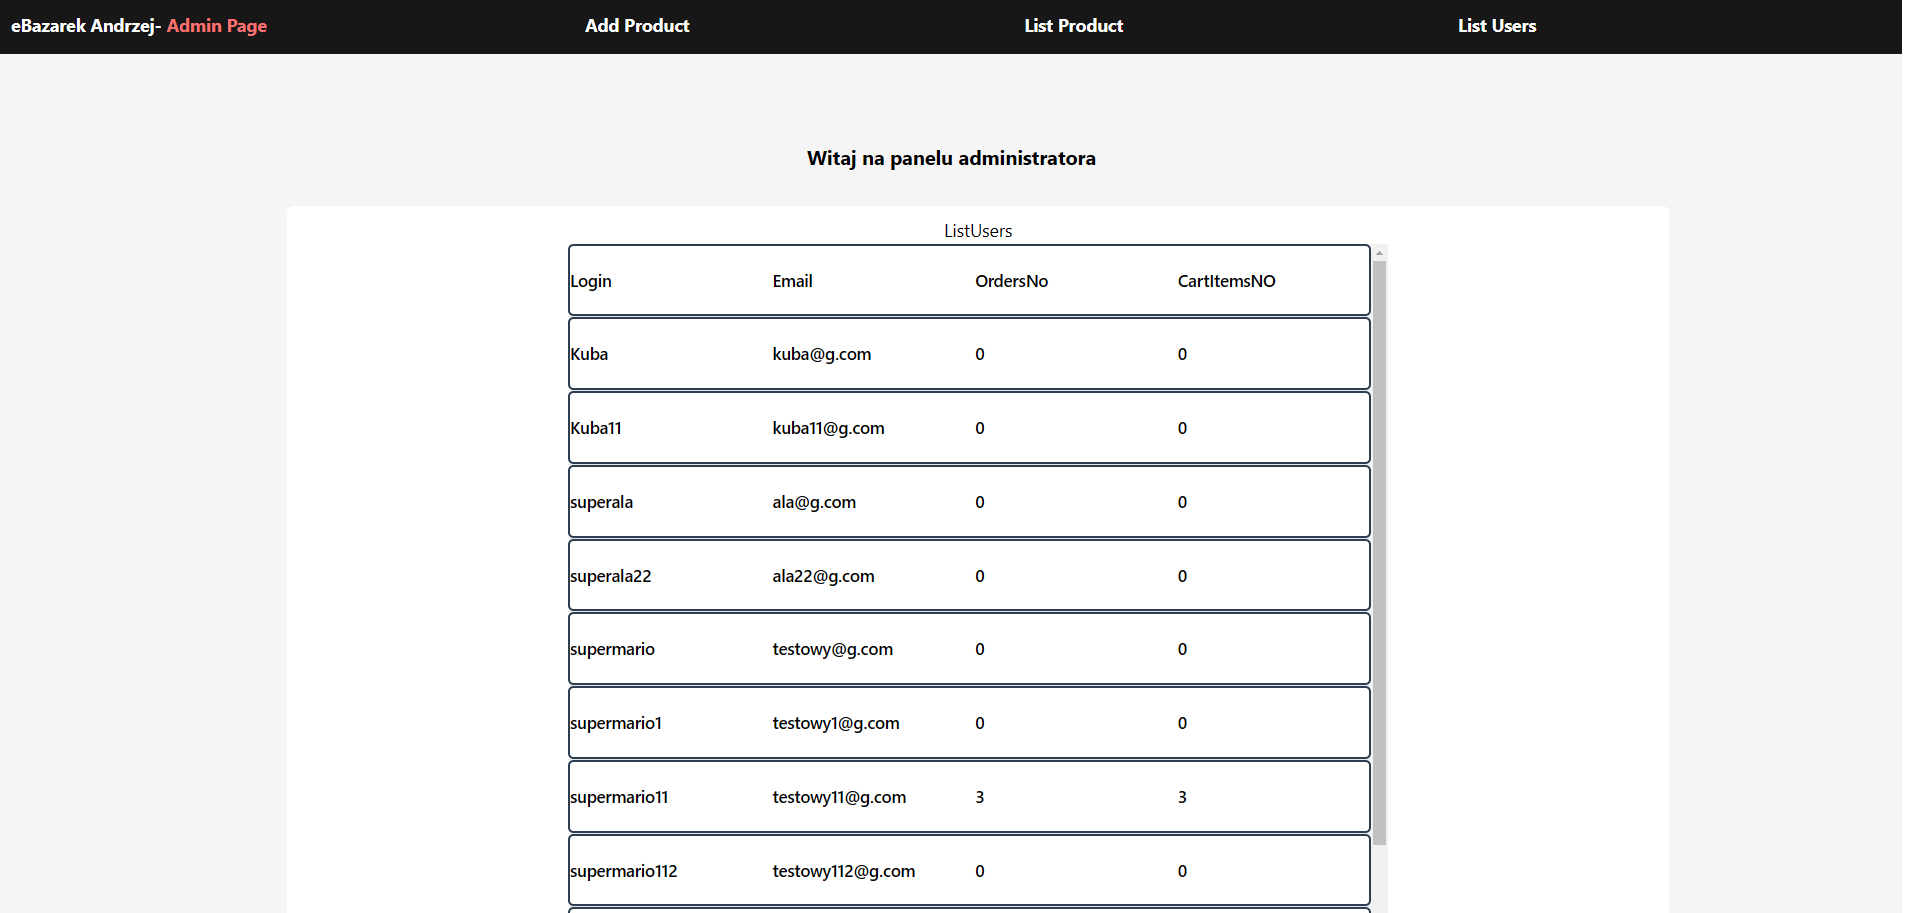 eBazarek Andrzej- Admin Page Add Product List Product List Users
Witaj na panelu administratora
ListUsers
Login Email OrdersNo CartItemsNO
Kuba kuba@g.com 0 0
Kuba11 kuba11@g.com 0 0
superala ala@g.com 0 0
superala22 ala22@g.com 0 0
supermario testowy@g.com 0 0
supermario1 testowy1@g.com 0 0
supermario11 testowy11@g.com 3 3
supermario112 testowy112@g.com 0 0